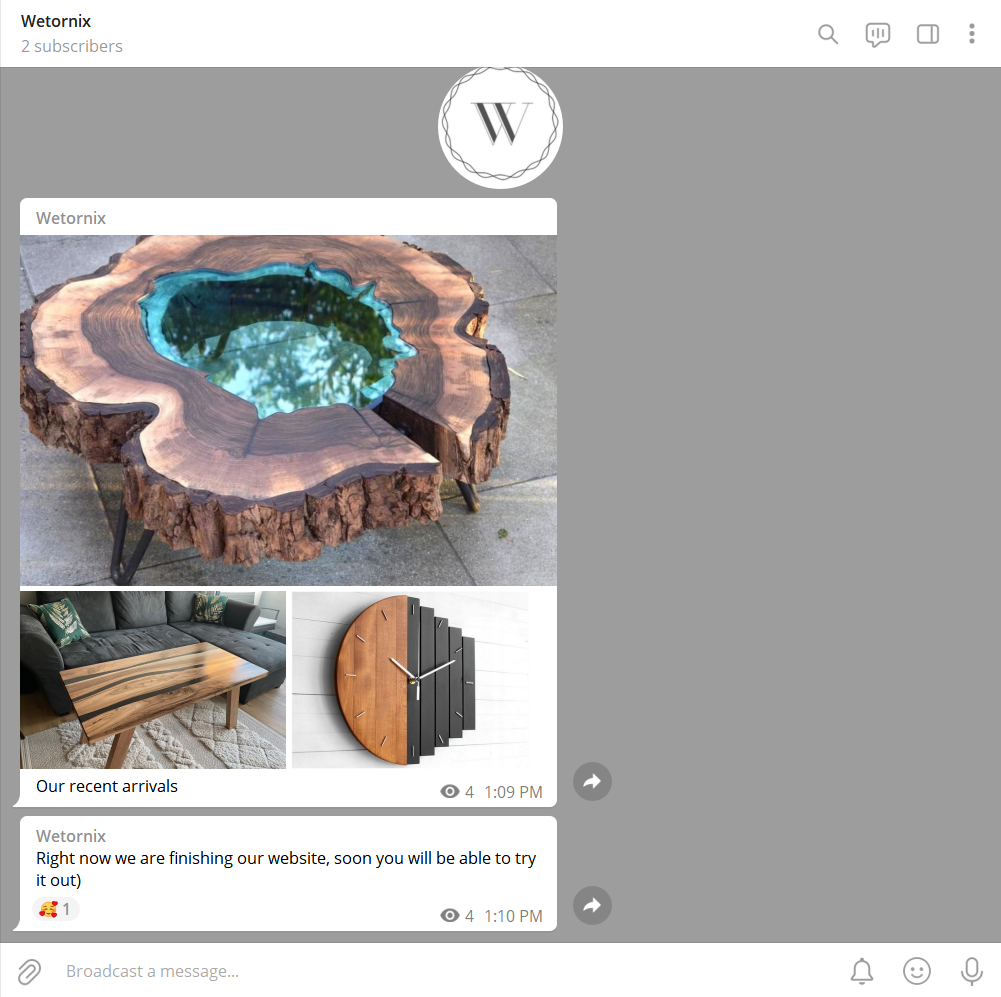 Wetornix
2 subscribers
W
Wetornix
Our recent arrivals
4 1:09 PM
Wetornix
Right now we are finishing our website, soon you will be able to try
it out)
🥰 1
4 1:10 PM
Broadcast a message...